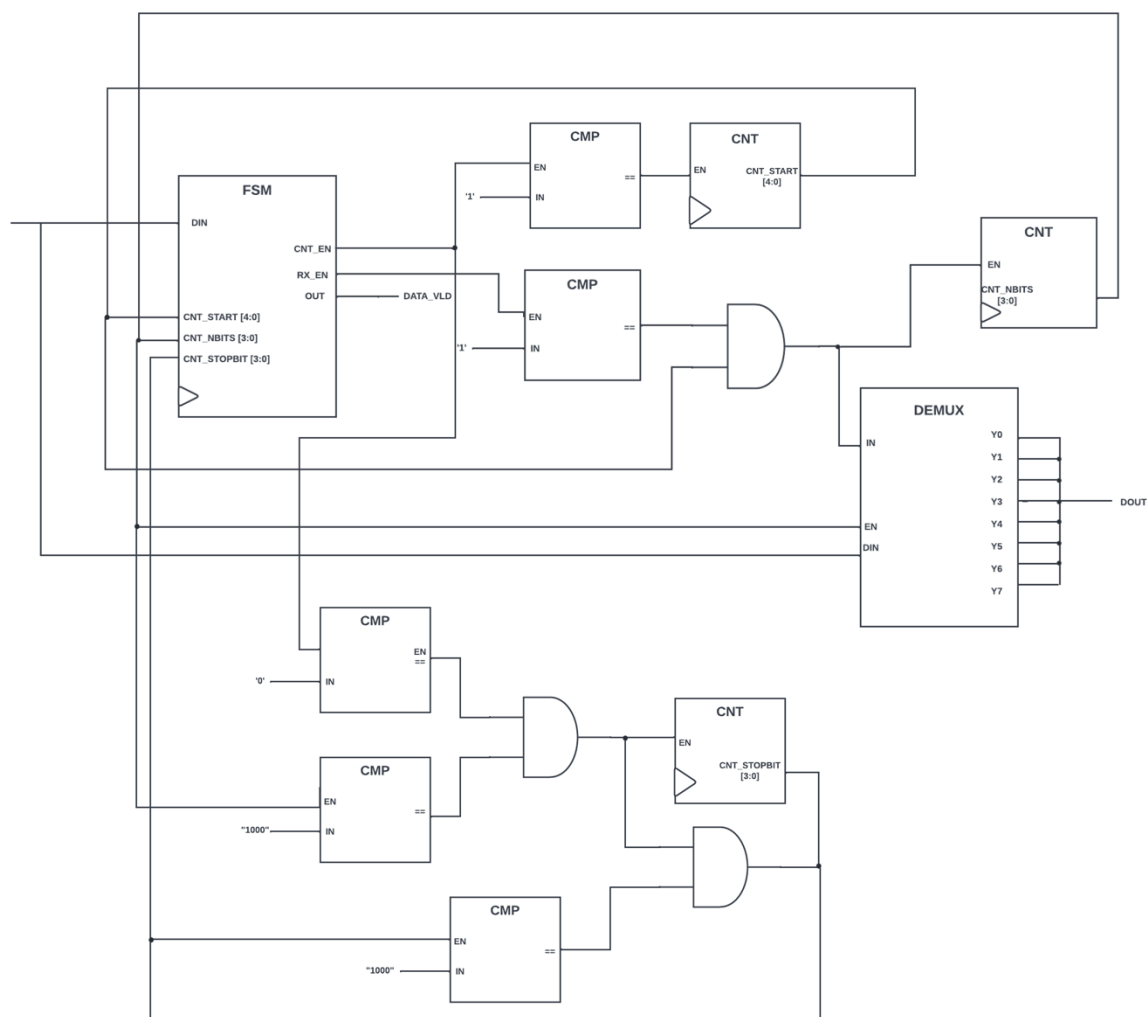 CMP
EN
'1'
IN
==
CNT
EN
CNT_START
[4:0]
FSM
DIN
CNT_EN
RX_EN
OUT
DATA_VLD
CNT_START [4:0]
CNT_NBITS [3:0]
CNT_STOPBIT [3:0]
CMP
EN
'1'
IN
==
CNT
EN
CNT_NBITS
[3:0]
DEMUX
IN
EN
DIN
Y0
Y1
Y2
Y3
Y4
Y5
Y6
Y7
DOUT
CMP
EN
==
'0'
IN
CMP
EN
==
"1000"
IN
CNT
EN
CNT_STOPBIT
[3:0]
CMP
EN
==
"1000"
IN